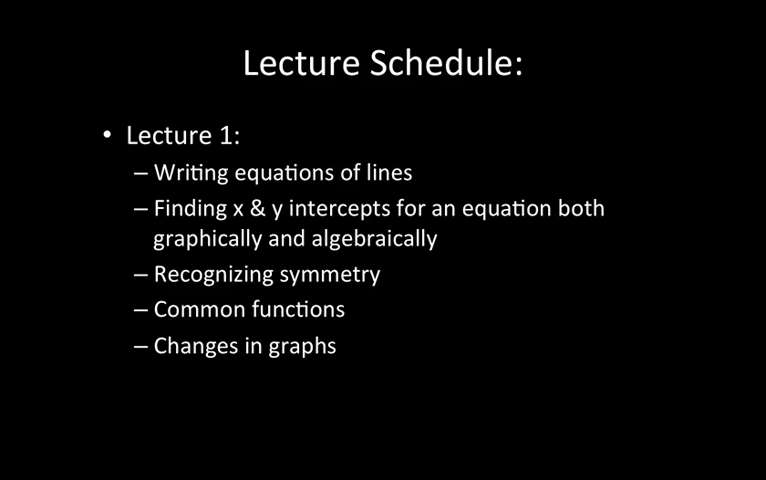 Lecture Schedule:
• Lecture 1:
– Writing equations of lines
– Finding x & y intercepts for an equation both
graphically and algebraically
– Recognizing symmetry
– Common functions
– Changes in graphs